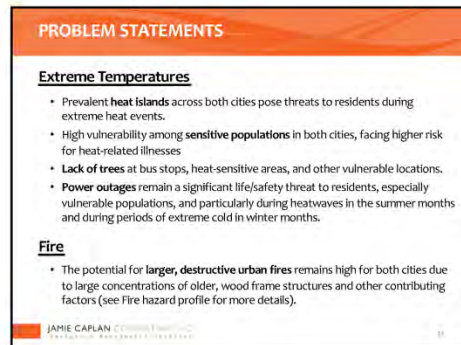 PROBLEM STATEMENTS
Extreme Temperatures
• Prevalent heat islands across both cities pose threats to residents during
extreme heat events.
• High vulnerability among sensitive populations in both cities, facing higher risk
for heat-related illnesses
• Lack of trees at bus stops, heat-sensitive areas, and other vulnerable locations.
• Power outages remain a significant life/safety threat to residents, especially
vulnerable populations, and particularly during heatwaves in the summer months
and during periods of extreme cold in winter months.
Fire
• The potential for larger, destructive urban fires remains high for both cities due
to large concentrations of older, wood frame structures and other contributing
factors (see Fire hazard profile for more details).
JAMIE CAPLAN